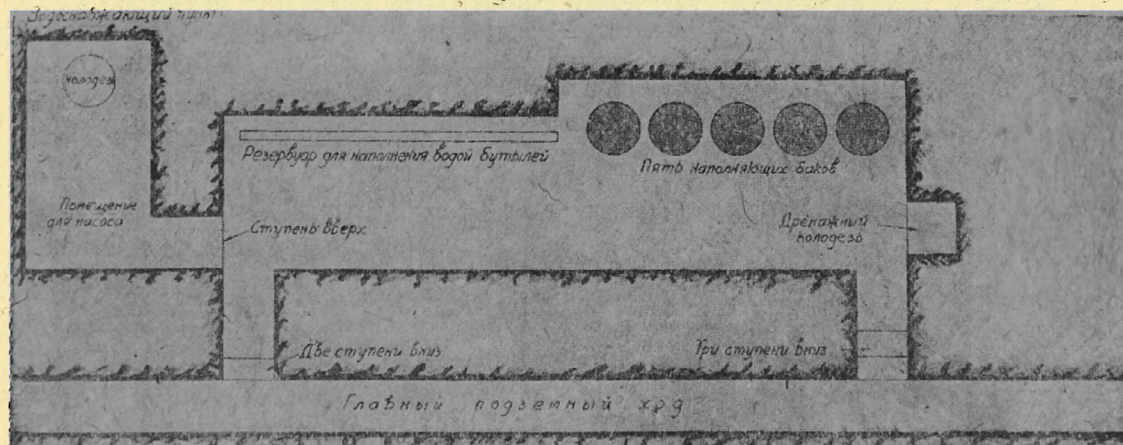 Водоснабжающий пункт
Колодезь
Резервуар для наполнения водой бутылей
Пять наполняющих баков
Помещение
для насоса
Ступень вверх
Дренажный
колодезь
Две ступени вниз
Три ступени вниз
Главный подземный ход